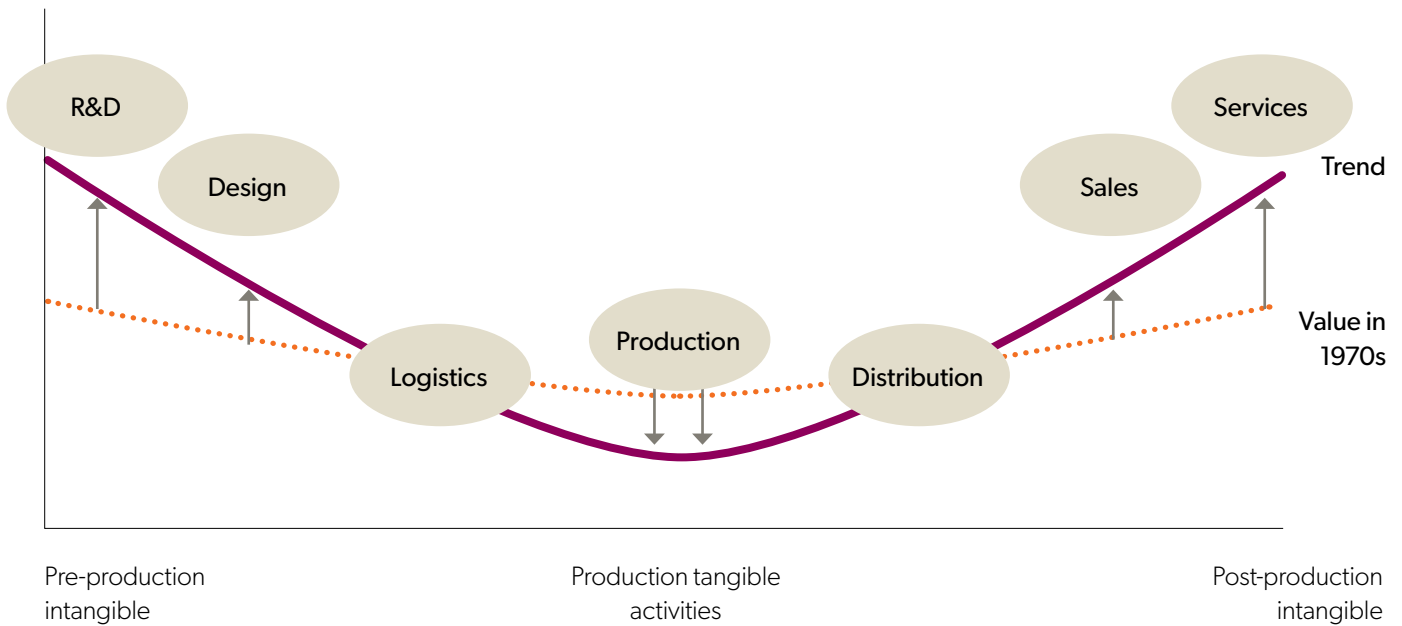 R&D
Services
Design
Sales
Trend
Production
Value in
1970s
Logistics
Distribution
Pre-production
intangible
Production tangible
activities
Post-production
intangible